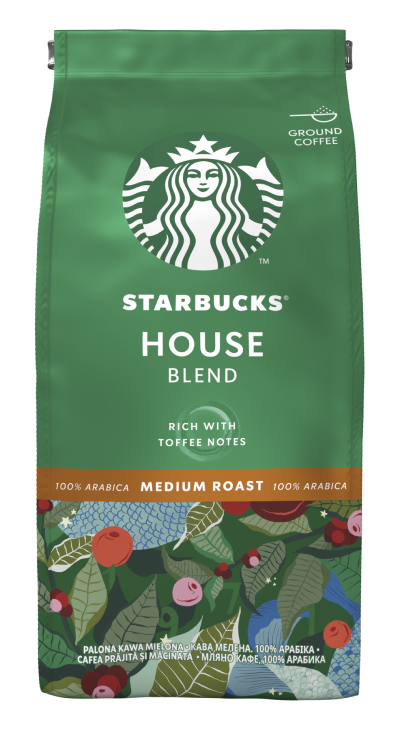 GROUND
COFFEE
TM
STARBUCKS®
HOUSE
BLEND
RICH WITH
TOFFEE NOTES
100% ARABICA MEDIUM ROAST 100% ARABICA
PALONA KAWA MIELONA • КАВА МЕЛЕНА, 100% АРАБІКА •
CAFEA PRĂJITĂ ȘI MĂCINATĂ • МЛЯНО КАФЕ, 100% АРАБИКА